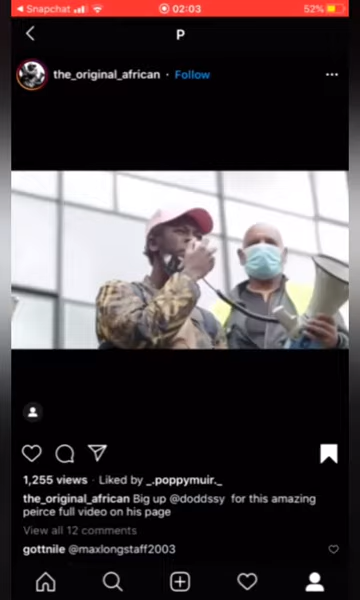 Snapchat
02:03
52%
P
the_original_african · Follow
1,255 views · Liked by _.poppymuir._
the_original_african Big up @doddssy for this amazing
peirce full video on his page
View all 12 comments
gottnile @maxlongstaff2003